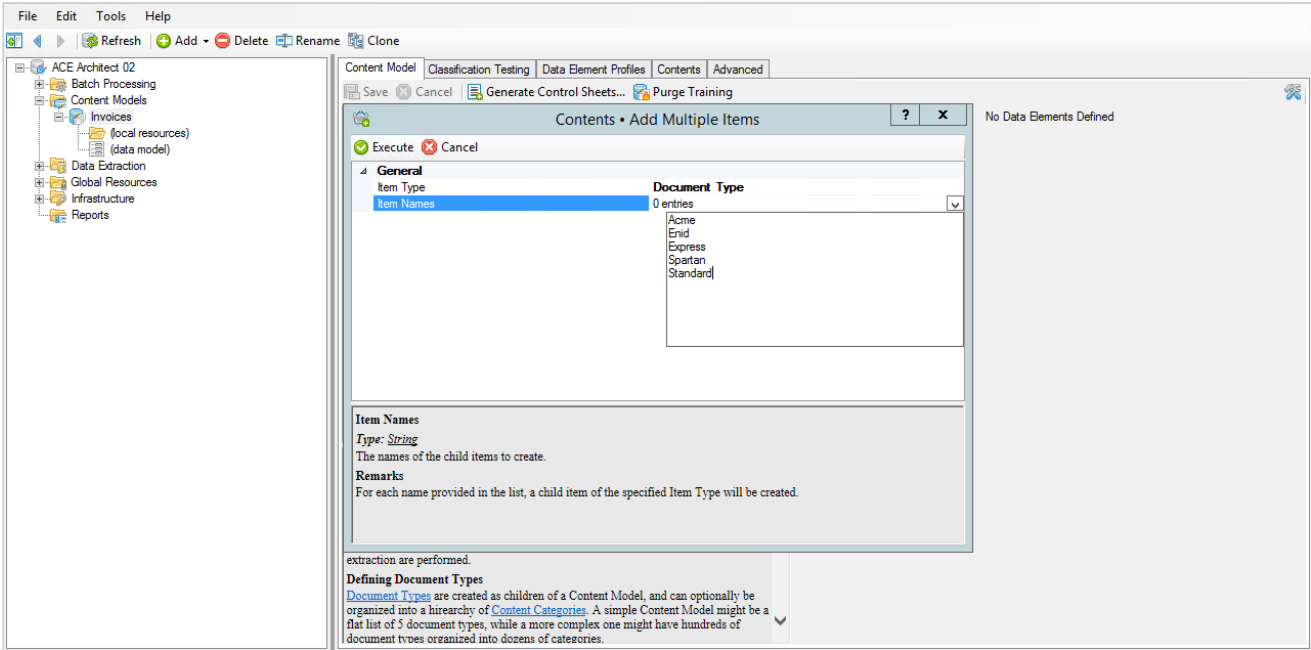 File Edit Tools Help
Refresh Add Delete Rename Clone
ACE Architect 02
Batch Processing
Content Models
Invoices
(local resources)
(data model)
Data Extraction
Global Resources
Infrastructure
Reports
Content Model Classification Testing Data Element Profiles Contents Advanced
Save Cancel Generate Control Sheets... Purge Training
Contents • Add Multiple Items ? x
Execute Cancel
General
Item Type Document Type
Item Names 0 entries
Acme
Enid
Express
Spartan
Standard
Item Names
Type: String
The names of the child items to create.
Remarks
For each name provided in the list, a child item of the specified Item Type will be created.
extraction are performed.
Defining Document Types
Document Types are created as children of a Content Model, and can optionally be
organized into a hirearchy of Content Categories. A simple Content Model might be a
flat list of 5 document types, while a more complex one might have hundreds of
document types organized into dozens of categories.
No Data Elements Defined